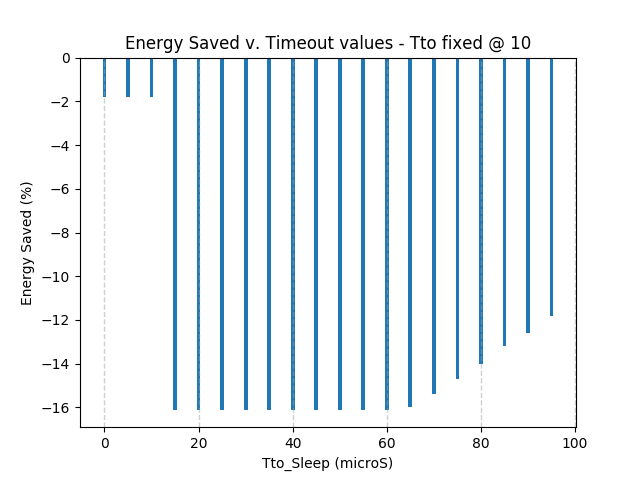 Energy Saved v. Timeout values - Tto fixed @ 10
0
−2
−4
−6
−8
−10
−12
−14
−16
Energy Saved (%)
0 20 40 60 80 100
Tto_Sleep (microS)